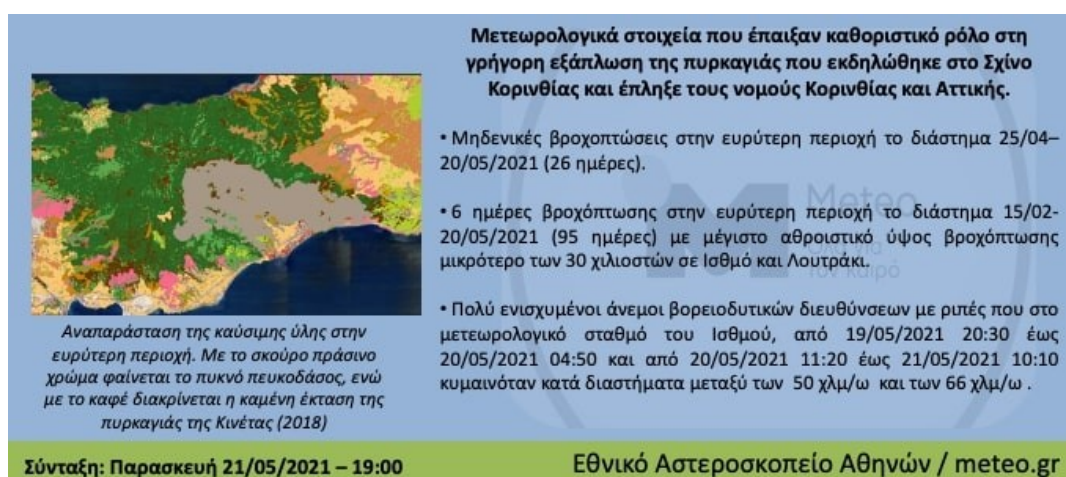 Μετεωρολογικά στοιχεία που έπαιξαν καθοριστικό ρόλο στη
γρήγορη εξάπλωση της πυρκαγιάς που εκδηλώθηκε στο Σχίνο
Κορινθίας και έπληξε τους νομούς Κορινθίας και Αττικής.
• Μηδενικές βροχοπτώσεις στην ευρύτερη περιοχή το διάστημα 25/04–
20/05/2021 (26 ημέρες).
• 6 ημέρες βροχόπτωσης στην ευρύτερη περιοχή το διάστημα 15/02-
20/05/2021 (95 ημέρες) με μέγιστο αθροιστικό ύψος βροχόπτωσης
μικρότερο των 30 χιλιοστών σε Ισθμό και Λουτράκι.
• Πολύ ενισχυμένοι άνεμοι βορειοδυτικών διευθύνσεων με ριπές που στο
μετεωρολογικό σταθμό του Ισθμού, από 19/05/2021 20:30 έως
20/05/2021 04:50 και από 20/05/2021 11:20 έως 21/05/2021 10:10
κυμαινόταν κατά διαστήματα μεταξύ των 50 χλμ/ω και των 66 χλμ/ω .
Meteo
τον καιρό
Αναπαράσταση της καύσιμης ύλης στην
ευρύτερη περιοχή. Με το σκούρο πράσινο
χρώμα φαίνεται το πυκνό πευκοδάσος, ενώ
με το καφέ διακρίνεται η καμένη έκταση της
πυρκαγιάς της Κινέτας (2018)
Σύνταξη: Παρασκευή 21/05/2021 – 19:00
Εθνικό Αστεροσκοπείο Αθηνών / meteo.gr